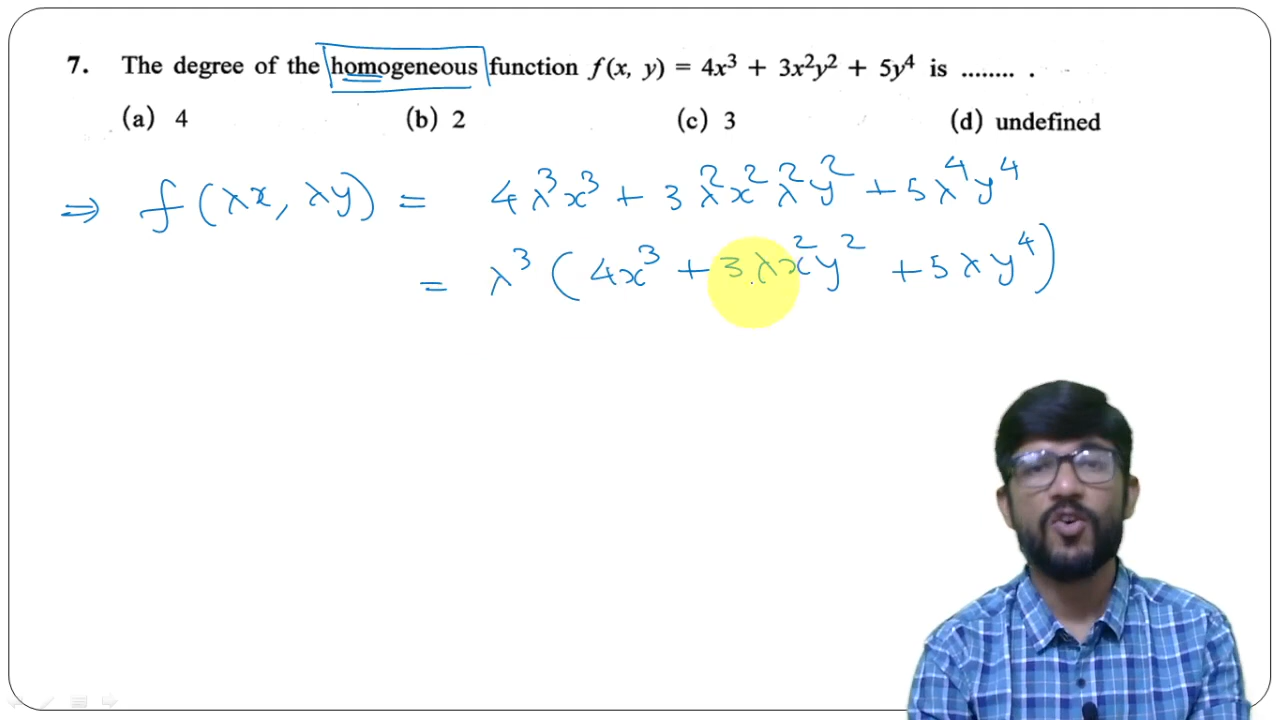 7. The degree of the homogeneous function f(x, y) = 4x³ + 3x²y² + 5y⁴ is ........ .
(a) 4 (b) 2 (c) 3 (d) undefined
⇒ f(λx, λy) = 4λ³x³ + 3λ²x²λ²y² + 5λ⁴y⁴
= λ³(4x³ + 3λx²y² + 5λy⁴)